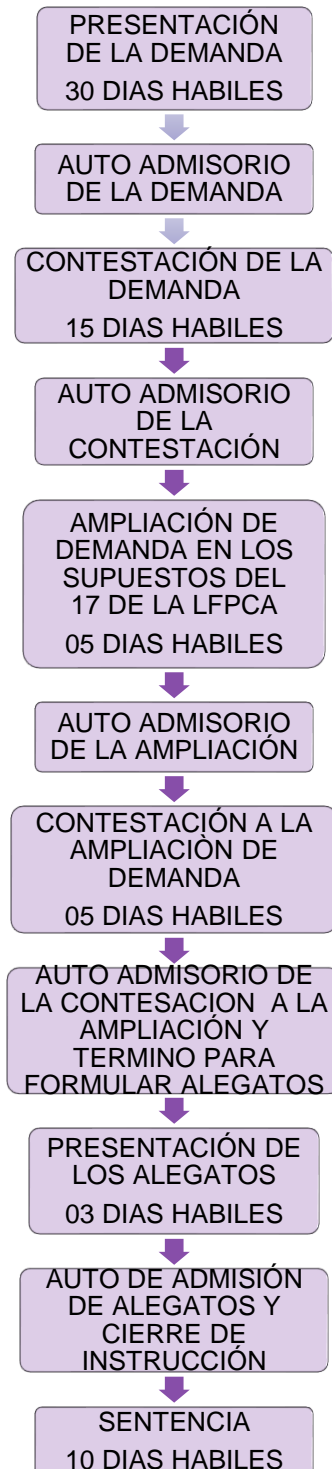 PRESENTACIÓN
DE LA DEMANDA
30 DIAS HABILES
AUTO ADMISORIO
DE LA DEMANDA
CONTESTACIÓN DE LA
DEMANDA
15 DIAS HABILES
AUTO ADMISORIO
DE LA
CONTESTACIÓN
AMPLIACIÓN DE
DEMANDA EN LOS
SUPUESTOS DEL
17 DE LA LFPCA
05 DIAS HABILES
AUTO ADMISORIO
DE LA AMPLIACIÓN
CONTESTACIÓN A LA
AMPLIACIÒN DE
DEMANDA
05 DIAS HABILES
AUTO ADMISORIO DE
LA CONTESACION A LA
AMPLIACIÓN Y
TERMINO PARA
FORMULAR ALEGATOS
PRESENTACIÓN DE
LOS ALEGATOS
03 DIAS HABILES
AUTO DE ADMISIÓN
DE ALEGATOS Y
CIERRE DE
INSTRUCCIÓN
SENTENCIA
10 DIAS HABILES